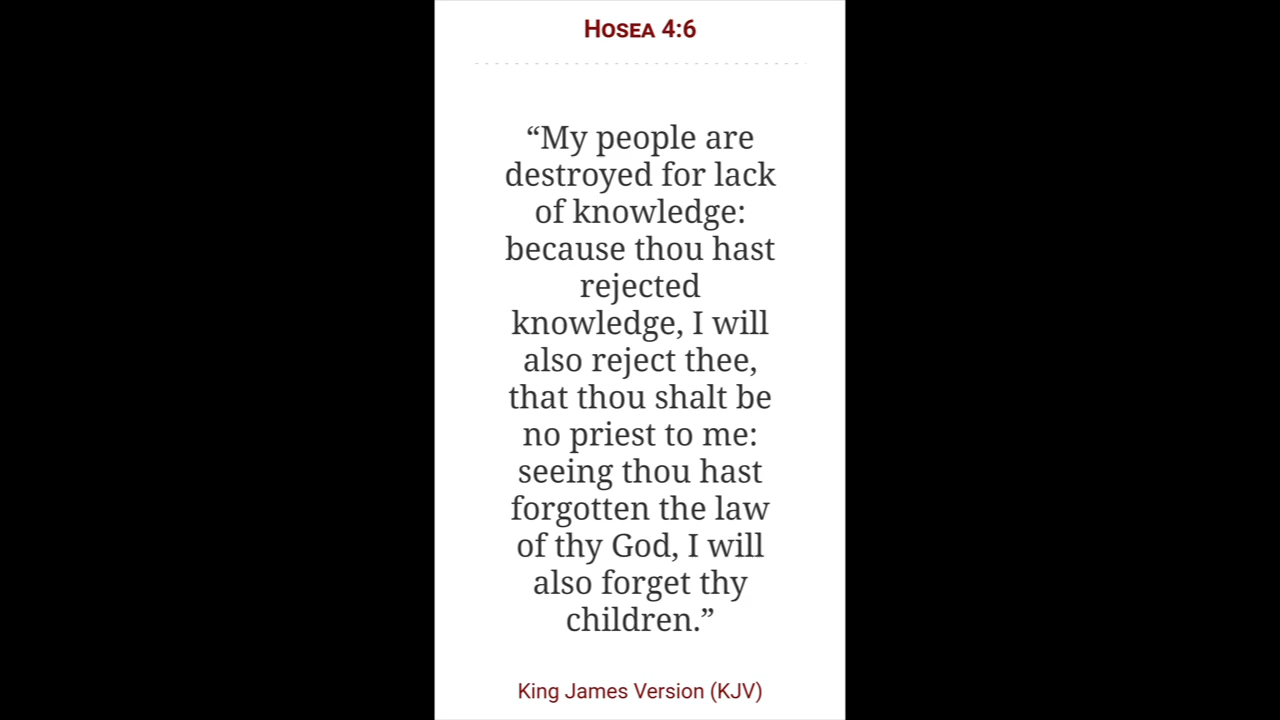 Hosea 4:6
“My people are
destroyed for lack
of knowledge:
because thou hast
rejected
knowledge, I will
also reject thee,
that thou shalt be
no priest to me:
seeing thou hast
forgotten the law
of thy God, I will
also forget thy
children.”
King James Version (KJV)